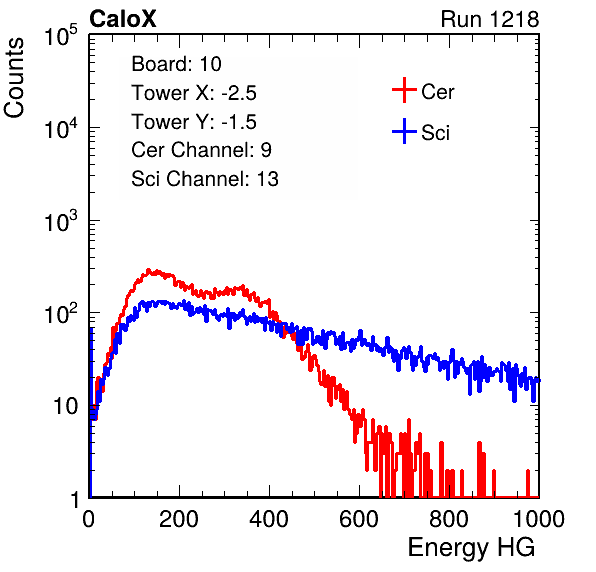 CaloX Run 1218
Counts
10^5
10^4
10^3
10^2
10
1
Board: 10
Tower X: -2.5
Tower Y: -1.5
Cer Channel: 9
Sci Channel: 13
Cer
Sci
0 200 400 600 800 1000
Energy HG